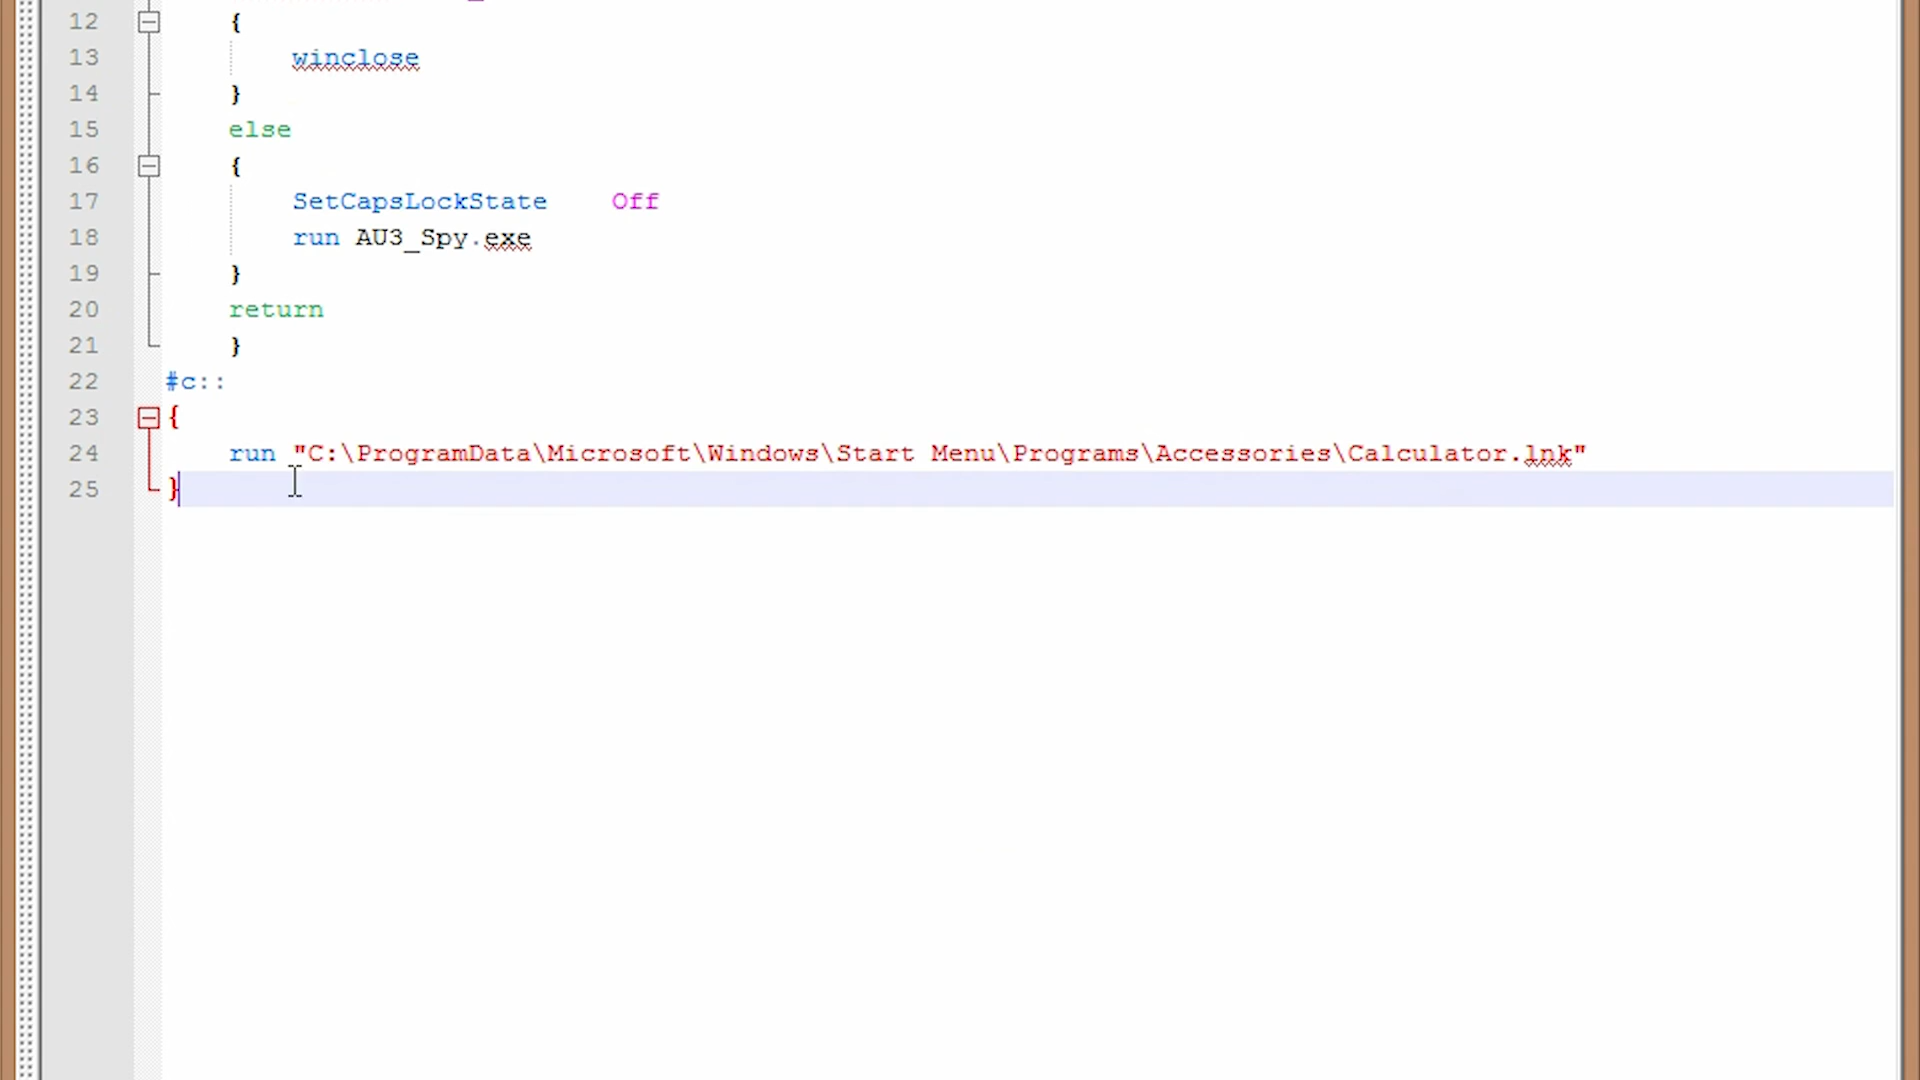 12 {
13 winclose
14 }
15 else
16 {
17 SetCapsLockState Off
18 run AU3_Spy.exe
19 }
20 return
21 }
22 #c::
23 {
24 run "C:\ProgramData\Microsoft\Windows\Start Menu\Programs\Accessories\Calculator.lnk"
25 }